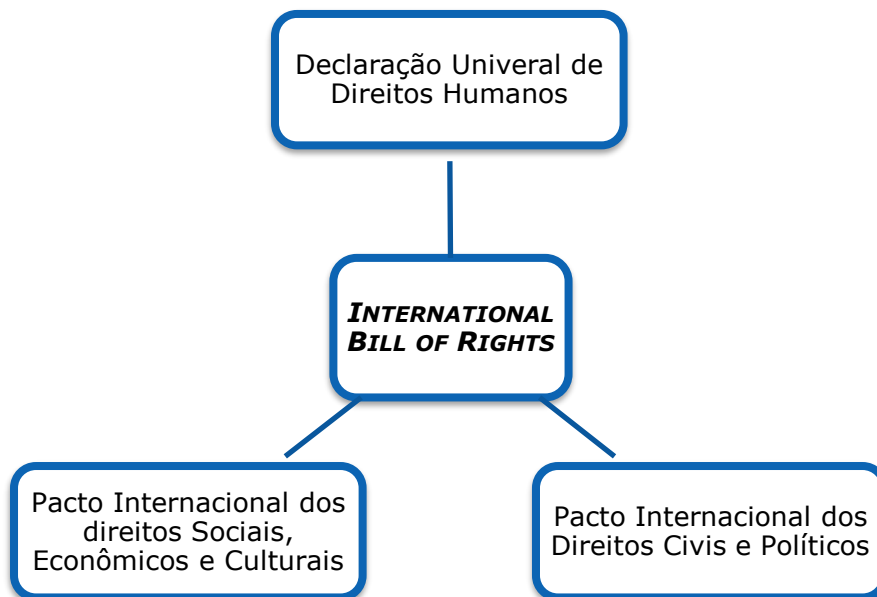 Declaração Univeral de
Direitos Humanos
INTERNATIONAL
BILL OF RIGHTS
Pacto Internacional dos
direitos Sociais,
Econômicos e Culturais
Pacto Internacional dos
Direitos Civis e Políticos